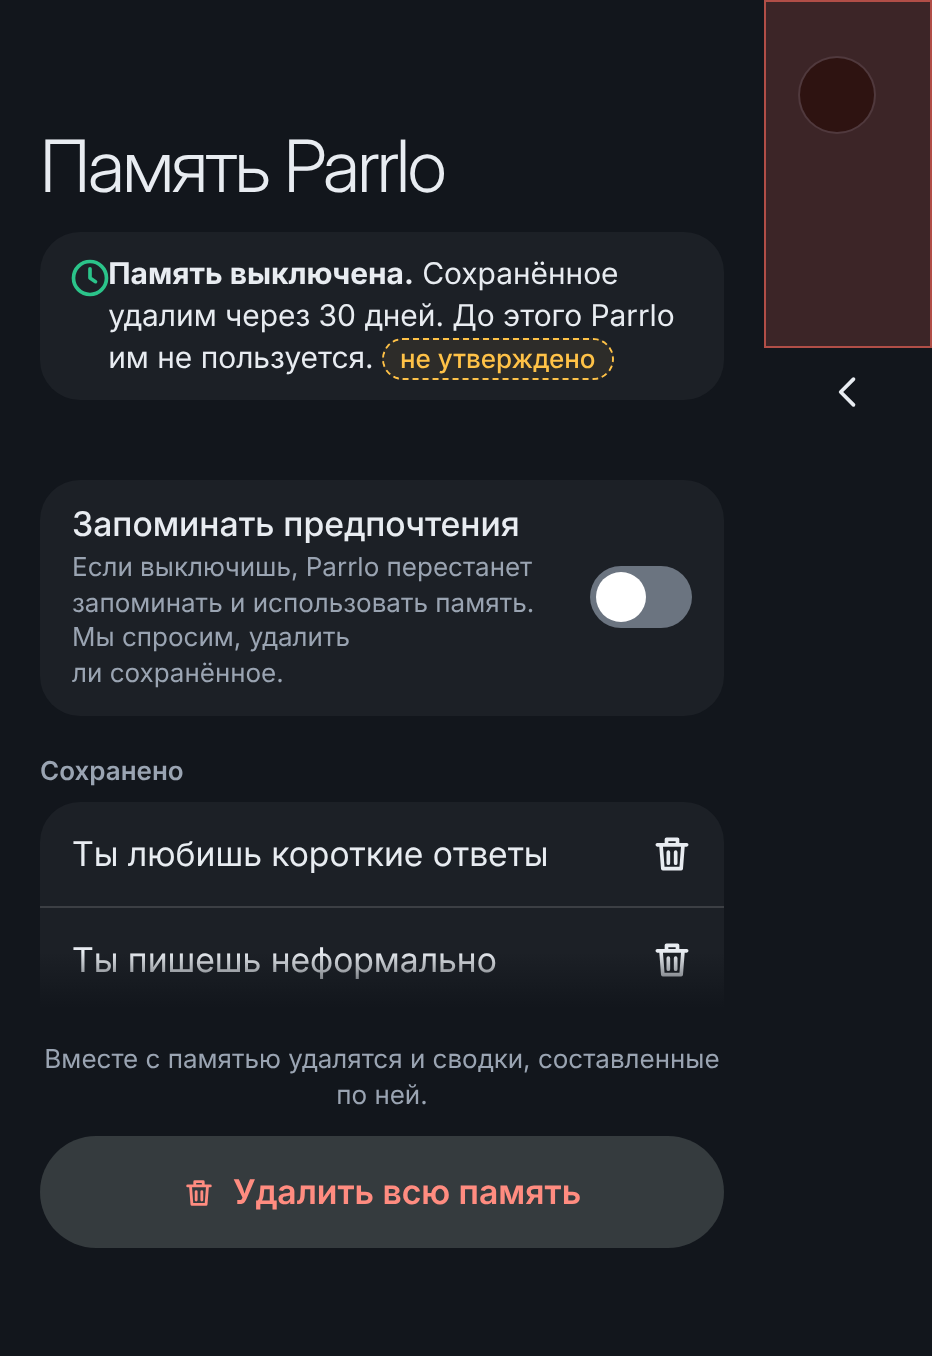 Память Parrlo
Память выключена. Сохранённое
удалим через 30 дней. До этого Parrlo
им не пользуется. не утверждено
Запоминать предпочтения
Если выключишь, Parrlo перестанет
запоминать и использовать память.
Мы спросим, удалить
ли сохранённое.
Сохранено
Ты любишь короткие ответы
Ты пишешь неформально
Вместе с памятью удалятся и сводки, составленные
по ней.
Удалить всю память